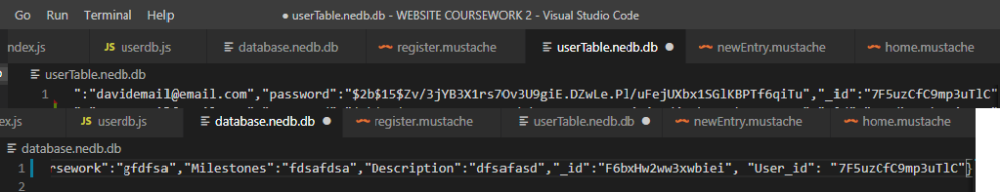 Go Run Terminal Help ● userTable.nedb.db - WEBSITE COURSEWORK 2 - Visual Studio Code
ndex.js JS userdb.js database.nedb.db register.mustache userTable.nedb.db ● newEntry.mustache home.mustache
userTable.nedb.db
1 ":"davidemail@email.com","password":"$2b$15$Zv/3jYB3X1rs7Ov3U9giE.DZwLe.Pl/uFejUXbx1SGlKBPTf6qiTu","_id":"7F5uzCfC9mp3uTlC"
ex.js JS userdb.js database.nedb.db ● register.mustache userTable.nedb.db ● newEntry.mustache home.mustache
database.nedb.db
1 rsework":"gfdfsa","Milestones":"fdsafdsa","Description":"dfsafasd","_id":"F6bxHw2ww3xwbiei", "User_id": "7F5uzCfC9mp3uTlC"}
2